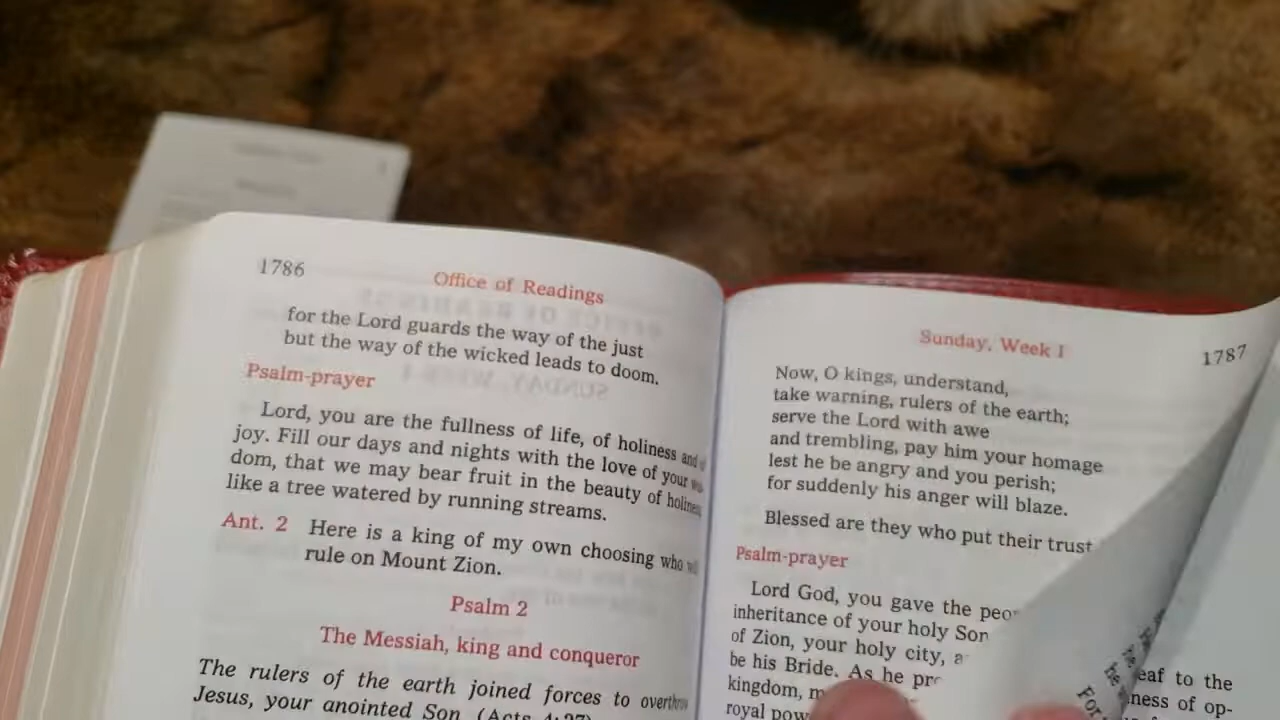 1786
Office of Readings
for the Lord guards the way of the just
but the way of the wicked leads to doom.
Psalm-prayer
Lord, you are the fullness of life, of holiness and
joy. Fill our days and nights with the love of your
dom, that we may bear fruit in the beauty of
like a tree watered by running streams.
Ant. 2 Here is a king of my own choosing who
rule on Mount Zion.
Psalm 2
The Messiah, king and conqueror
The rulers of the earth joined forces to
Jesus, your anointed Son (Acts 4:27)
Sunday, Week I
1787
Now, O kings, understand,
take warning, rulers of the earth;
serve the Lord with awe
and trembling, pay him your homage
lest he be angry and you perish;
for suddenly his anger will blaze.
Blessed are they who put their trust
Psalm-prayer
Lord God, you gave the
inheritance of your holy Son
of Zion, your holy city,
be his Bride. As he
kingdom,
royal
eaf to the
ness of op-
For